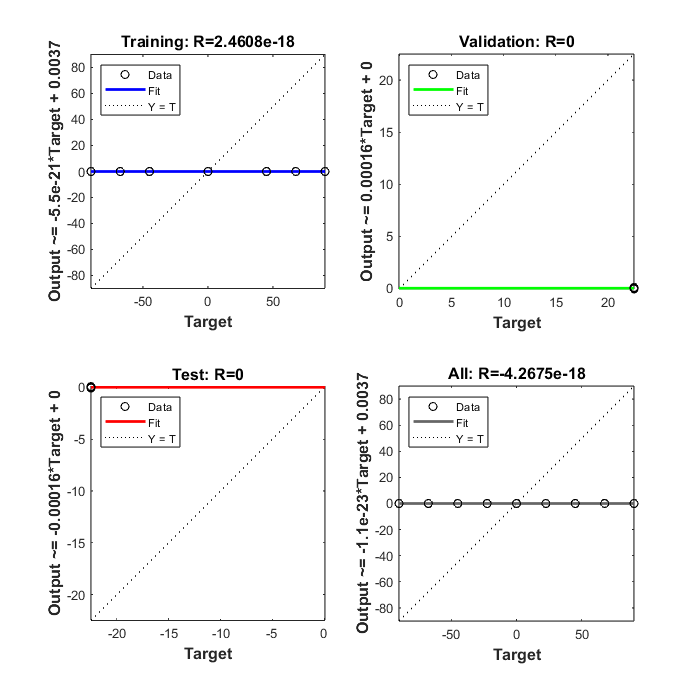 Training: R=2.4608e-18
Output ~= -5.5e-21*Target + 0.0037
80
60
40
20
0
-20
-40
-60
-80
Data
Fit
Y = T
-50
0
50
Target
Validation: R=0
Output ~= 0.00016*Target + 0
20
15
10
5
0
Data
Fit
Y = T
0
5
10
15
20
Target
Test: R=0
Output ~= -0.00016*Target + 0
0
-5
-10
-15
-20
Data
Fit
Y = T
-20
-15
-10
-5
0
Target
All: R=-4.2675e-18
Output ~= -1.1e-23*Target + 0.0037
80
60
40
20
0
-20
-40
-60
-80
Data
Fit
Y = T
-50
0
50
Target